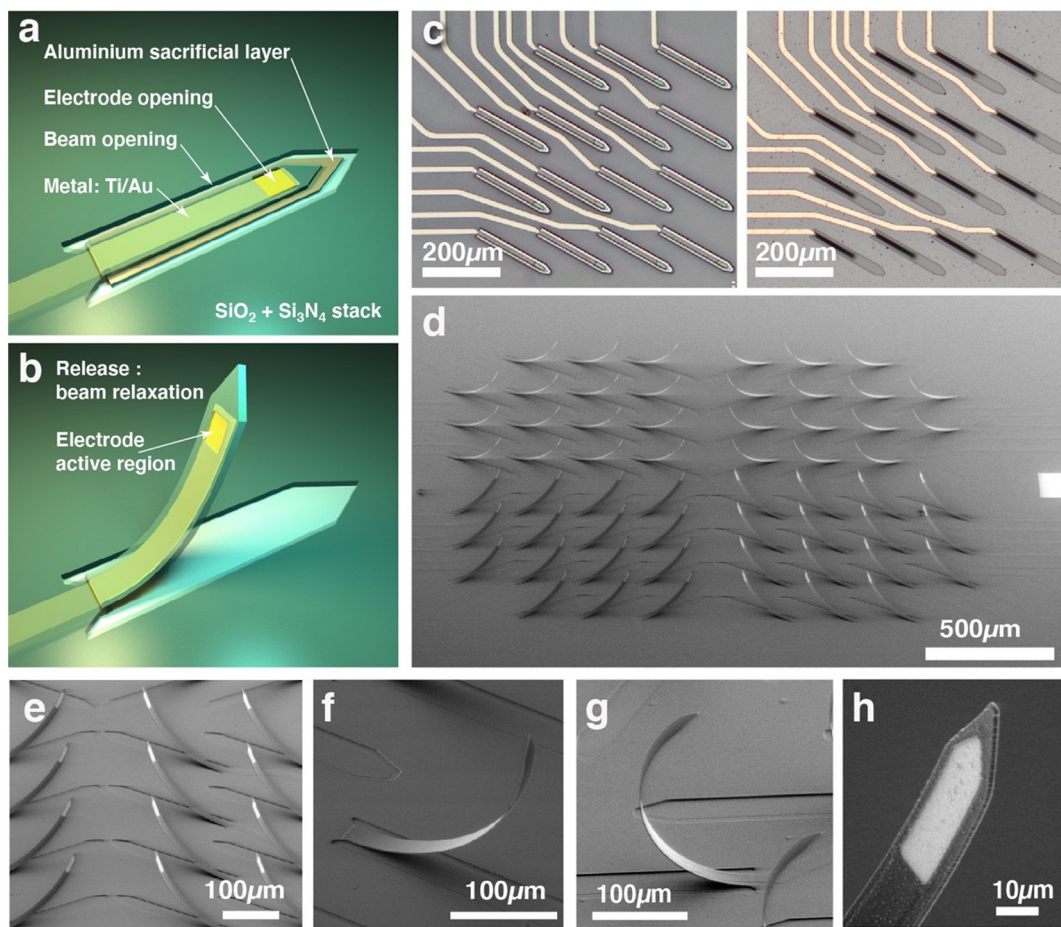 a
Aluminium sacrificial layer
Electrode opening
Beam opening
Metal: Ti/Au
SiO₂ + Si₃N₄ stack
b
Release :
beam relaxation
Electrode
active region
c
200µm
200µm
d
500µm
e
100µm
f
100µm
g
100µm
h
10µm